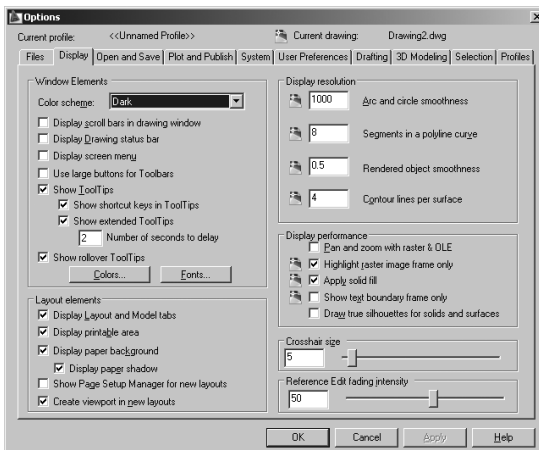 Options
Current profile: <<Unnamed Profile>> Current drawing: Drawing2.dwg
Files Display Open and Save Plot and Publish System User Preferences Drafting 3D Modeling Selection Profiles
Window Elements
Color scheme: Dark
Display scroll bars in drawing window
Display Drawing status bar
Display screen menu
Use large buttons for Toolbars
Show ToolTips
Show shortcut keys in ToolTips
Show extended ToolTips
2 Number of seconds to delay
Show rollover ToolTips
Colors... Fonts...
Layout elements
Display Layout and Model tabs
Display printable area
Display paper background
Display paper shadow
Show Page Setup Manager for new layouts
Create viewport in new layouts
Display resolution
1000 Arc and circle smoothness
8 Segments in a polyline curve
0.5 Rendered object smoothness
4 Contour lines per surface
Display performance
Pan and zoom with raster & OLE
Highlight raster image frame only
Apply solid fill
Show text boundary frame only
Draw true silhouettes for solids and surfaces
Crosshair size
5
Reference Edit fading intensity
50
OK Cancel Apply Help